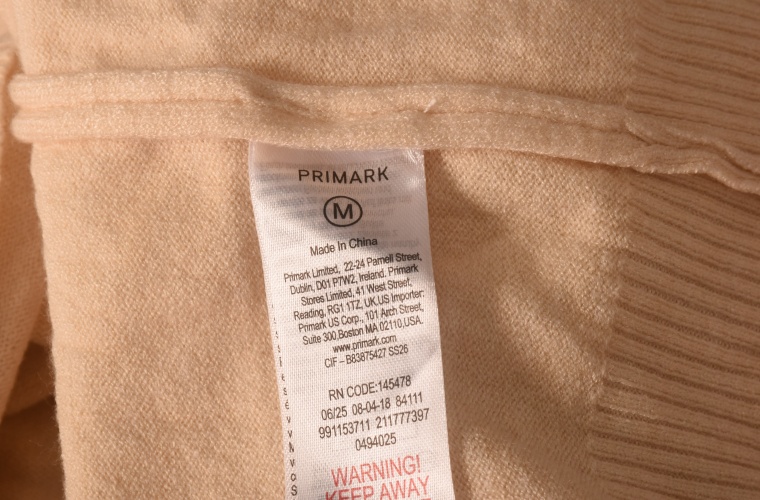 PRIMARK
M
Made In China
Primark Limited, 22-24 Parnell Street,
Dublin, D01 P7W2, Ireland. Primark
Stores Limited, 41 West Street,
Reading, RG1 1TZ, UK.US Importer:
Primark US Corp., 101 Arch Street,
Suite 300,Boston MA 02110,USA.
www.primark.com
CIF – B83875427 SS26
RN CODE:145478
06/25 08-04-18 84111
991153711 211777397
0494025
WARNING!
KEEP AWAY